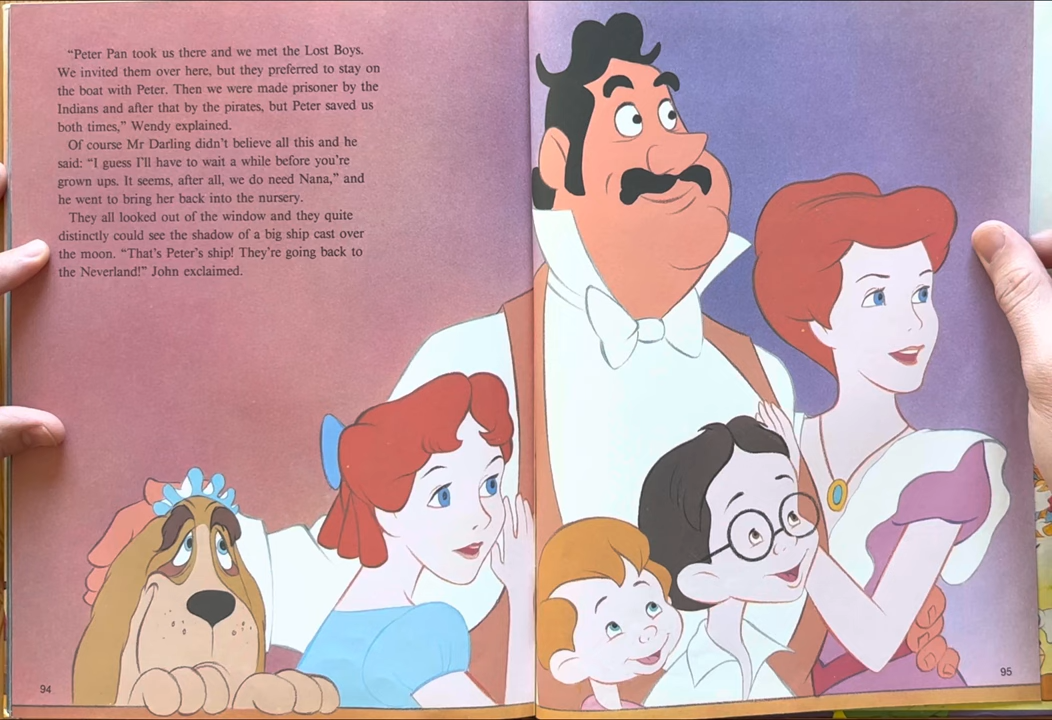 “Peter Pan took us there and we met the Lost Boys.
We invited them over here, but they preferred to stay on
the boat with Peter. Then we were made prisoner by the
Indians and after that by the pirates, but Peter saved us
both times,” Wendy explained.
Of course Mr Darling didn’t believe all this and he
said: “I guess I’ll have to wait a while before you’re
grown ups. It seems, after all, we do need Nana,” and
he went to bring her back into the nursery.
They all looked out of the window and they quite
distinctly could see the shadow of a big ship cast over
the moon. “That’s Peter’s ship! They’re going back to
the Neverland!” John exclaimed.
94
95